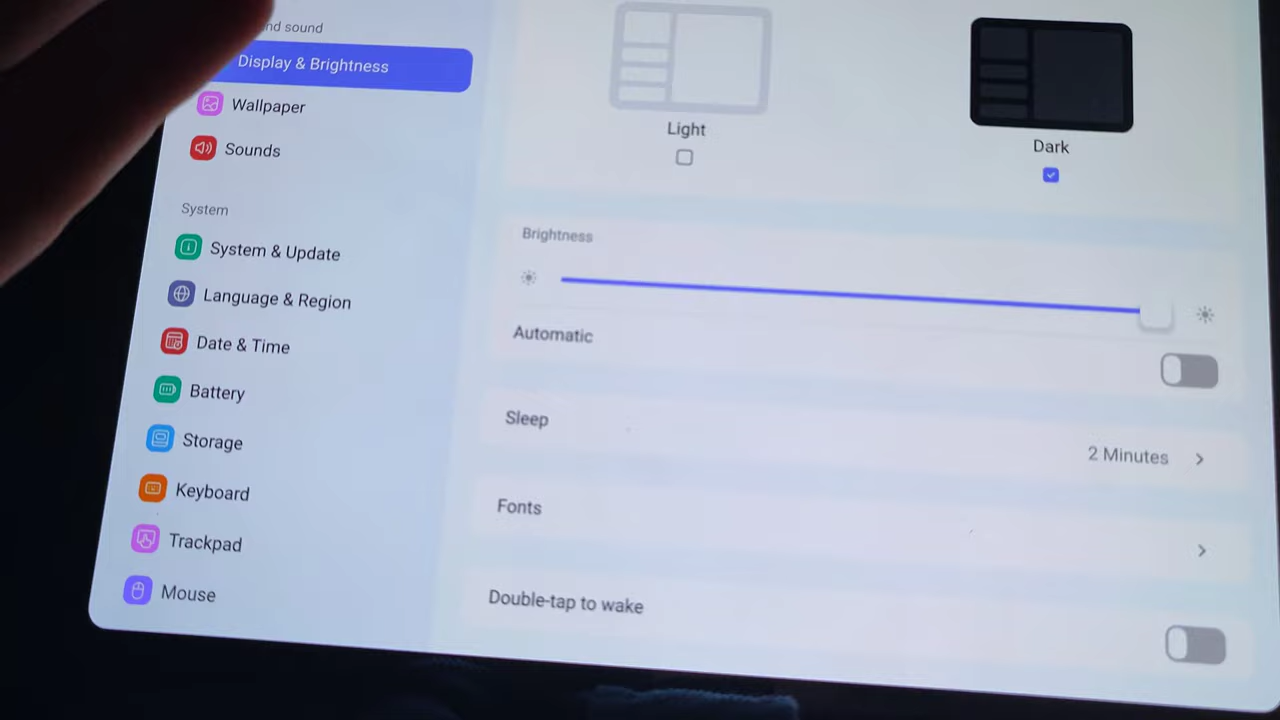 nd sound
Display & Brightness
Wallpaper
Sounds
System
System & Update
Language & Region
Date & Time
Battery
Storage
Keyboard
Trackpad
Mouse
Light
Dark
Brightness
Automatic
Sleep
2 Minutes
Fonts
Double-tap to wake